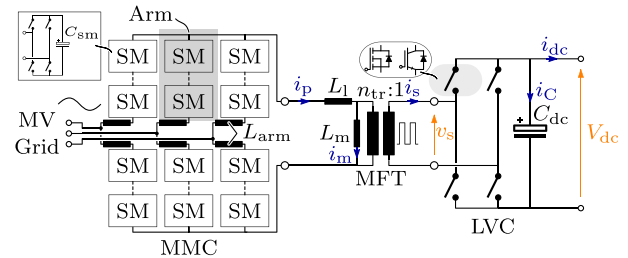 Arm
C_sm
SM SM SM
SM SM SM
MV
Grid
L_arm
SM SM SM
SM SM SM
MMC
i_p
L_l
n_tr:1
i_s
L_m
i_m
MFT
v_s
i_dc
i_C
+
C_dc
V_dc
LVC